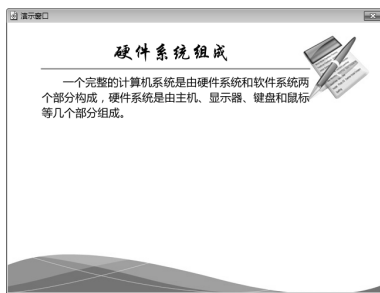 演示窗口
硬件系统组成
一个完整的计算机系统是由硬件系统和软件系统两
个部分构成，硬件系统是由主机、显示器、键盘和鼠标
等几个部分组成。